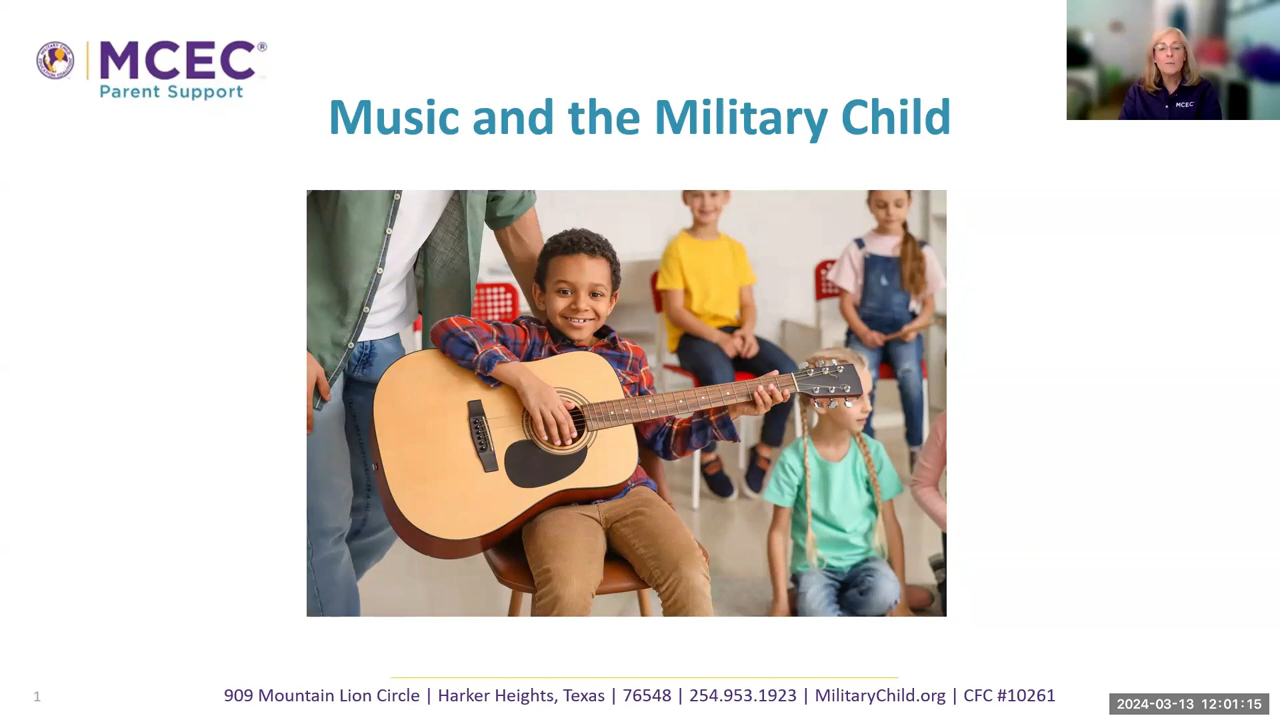 MCEC®
Parent Support
Music and the Military Child
MCEC
1
909 Mountain Lion Circle | Harker Heights, Texas | 76548 | 254.953.1923 | MilitaryChild.org | CFC #10261
2024-03-13 12:01:15